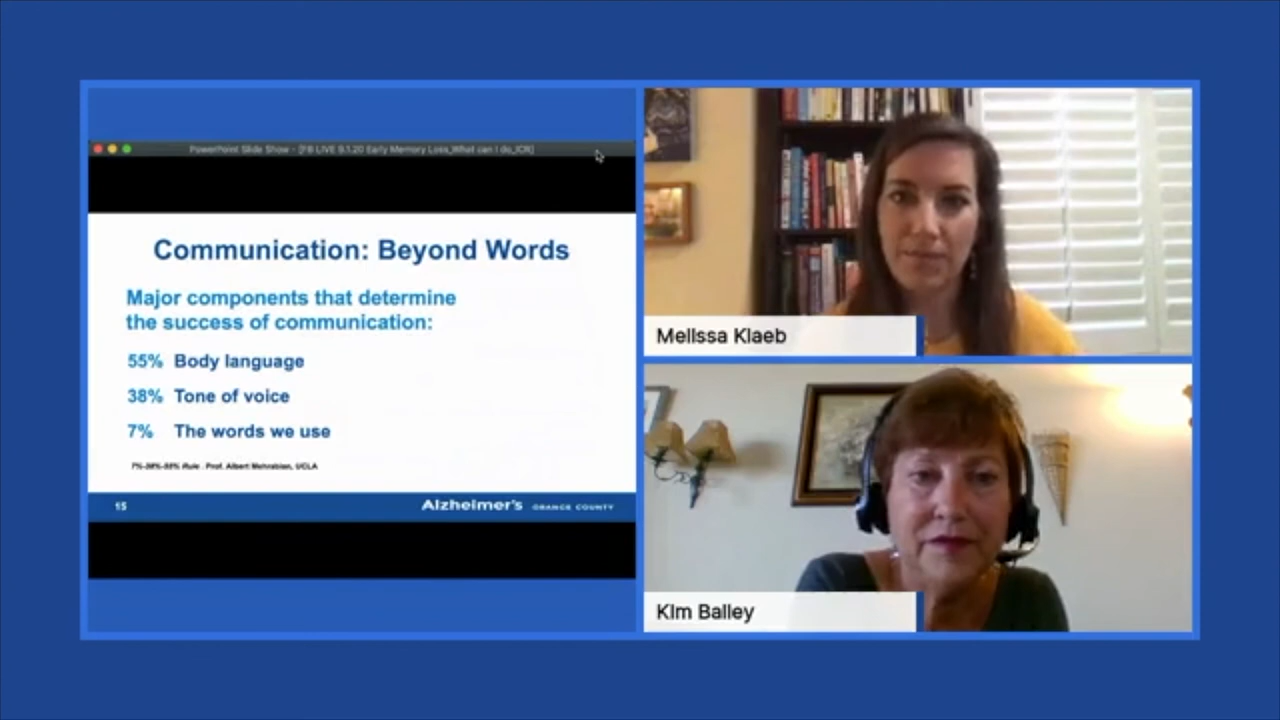 PowerPoint Slide Show - [FB LIVE 9.1.20 Early Memory Loss_What can I do_ICR]
Communication: Beyond Words
Major components that determine
the success of communication:
55% Body language
38% Tone of voice
7% The words we use
7%-38%-55% Rule . Prof. Albert Mehrabian, UCLA
15
Alzheimer's ORANGE COUNTY
Melissa Klaeb
Kim Bailey